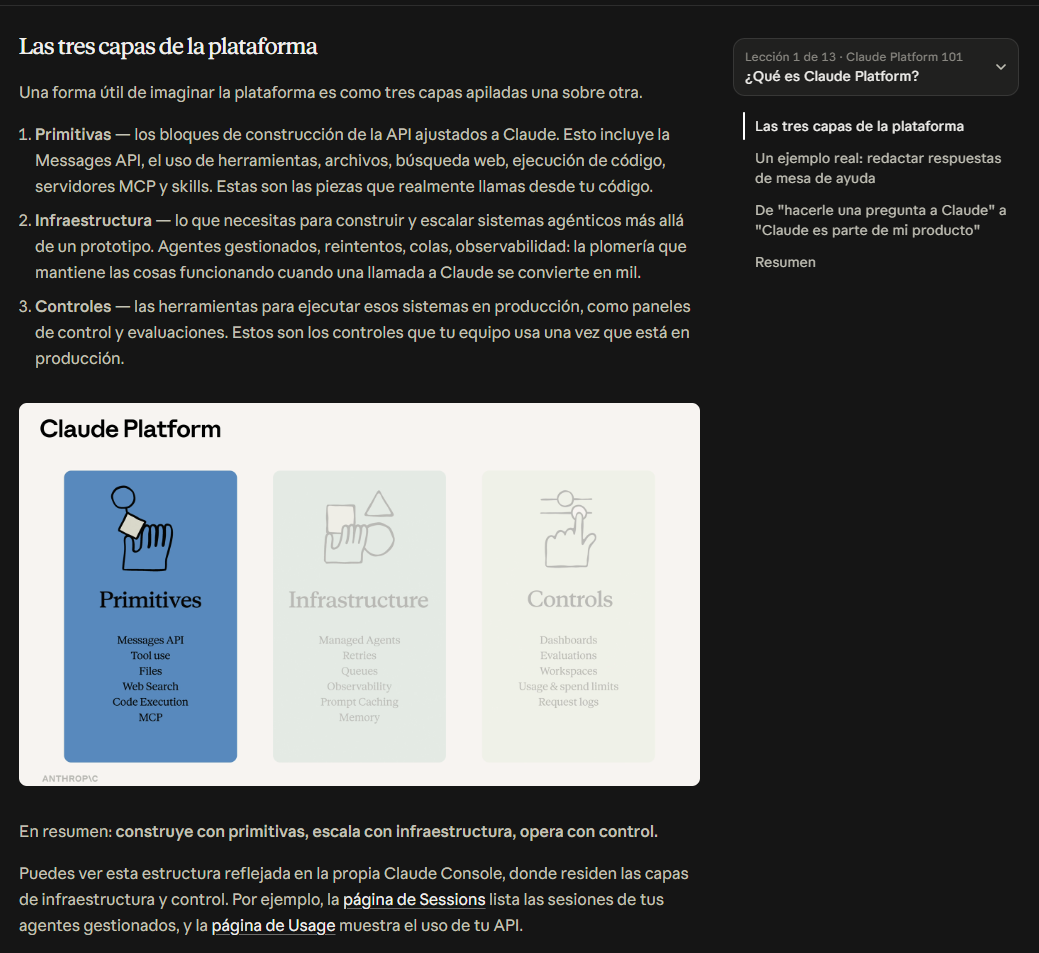 Las tres capas de la plataforma
Una forma útil de imaginar la plataforma es como tres capas apiladas una sobre otra.
1. Primitivas — los bloques de construcción de la API ajustados a Claude. Esto incluye la
Messages API, el uso de herramientas, archivos, búsqueda web, ejecución de código,
servidores MCP y skills. Estas son las piezas que realmente llamas desde tu código.
2. Infraestructura — lo que necesitas para construir y escalar sistemas agénticos más allá
de un prototipo. Agentes gestionados, reintentos, colas, observabilidad: la plomería que
mantiene las cosas funcionando cuando una llamada a Claude se convierte en mil.
3. Controles — las herramientas para ejecutar esos sistemas en producción, como paneles
de control y evaluaciones. Estos son los controles que tu equipo usa una vez que está en
producción.
Claude Platform
Primitives
Messages API
Tool use
Files
Web Search
Code Execution
MCP
Infrastructure
Managed Agents
Retries
Queues
Observability
Prompt Caching
Memory
Controls
Dashboards
Evaluations
Workspaces
Usage & spend limits
Request logs
ANTHROP\C
En resumen: construye con primitivas, escala con infraestructura, opera con control.
Puedes ver esta estructura reflejada en la propia Claude Console, donde residen las capas
de infraestructura y control. Por ejemplo, la página de Sessions lista las sesiones de tus
agentes gestionados, y la página de Usage muestra el uso de tu API.
Lección 1 de 13 · Claude Platform 101
¿Qué es Claude Platform?
Las tres capas de la plataforma
Un ejemplo real: redactar respuestas
de mesa de ayuda
De "hacerle una pregunta a Claude" a
"Claude es parte de mi producto"
Resumen